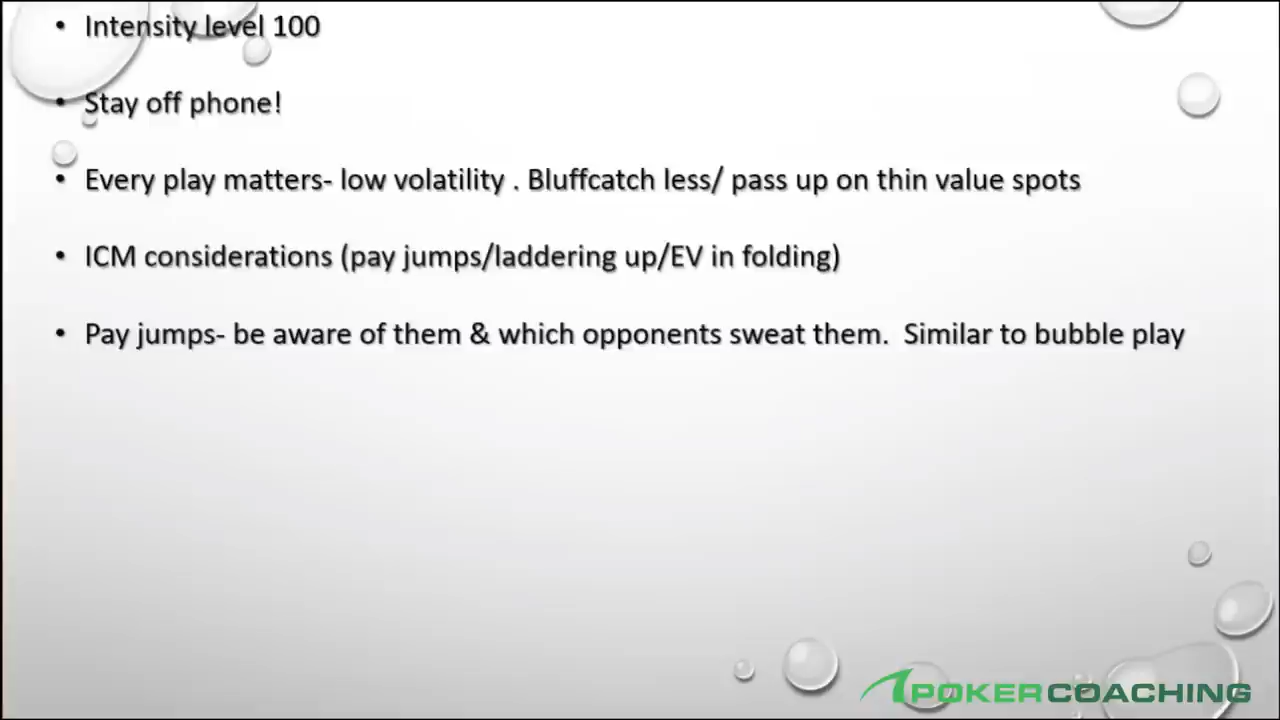 • Intensity level 100
• Stay off phone!
• Every play matters- low volatility . Bluffcatch less/ pass up on thin value spots
• ICM considerations (pay jumps/laddering up/EV in folding)
• Pay jumps- be aware of them & which opponents sweat them.  Similar to bubble play
POKERCOACHING